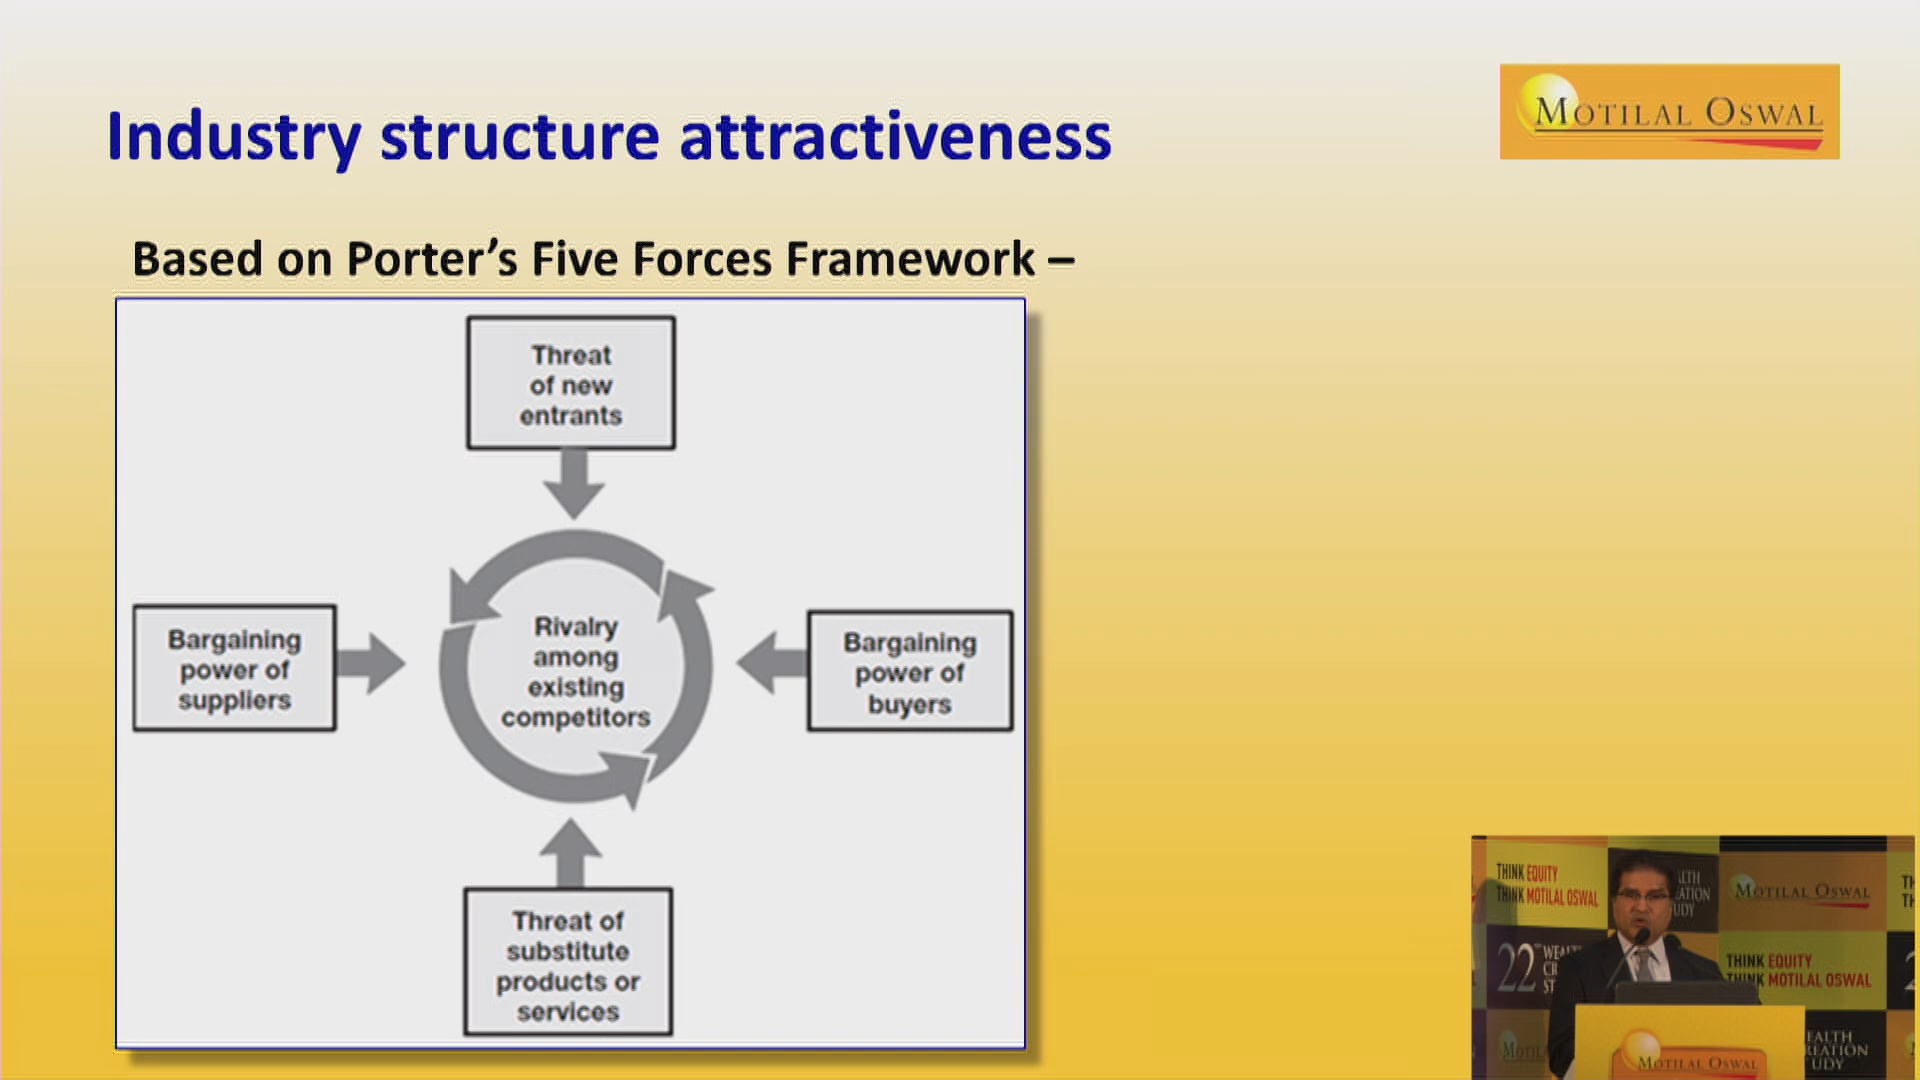 Industry structure attractiveness
MOTILAL OSWAL
Based on Porter's Five Forces Framework –
Threat
of new
entrants
Bargaining
power of
suppliers
Rivalry
among
existing
competitors
Bargaining
power of
buyers
Threat of
substitute
products or
services
THINK EQUITY
THINK MOTILAL OSWAL
MOTILAL OSWAL
22
THINK EQUITY
THINK MOTILAL OSWAL
MOTILAL OSWAL